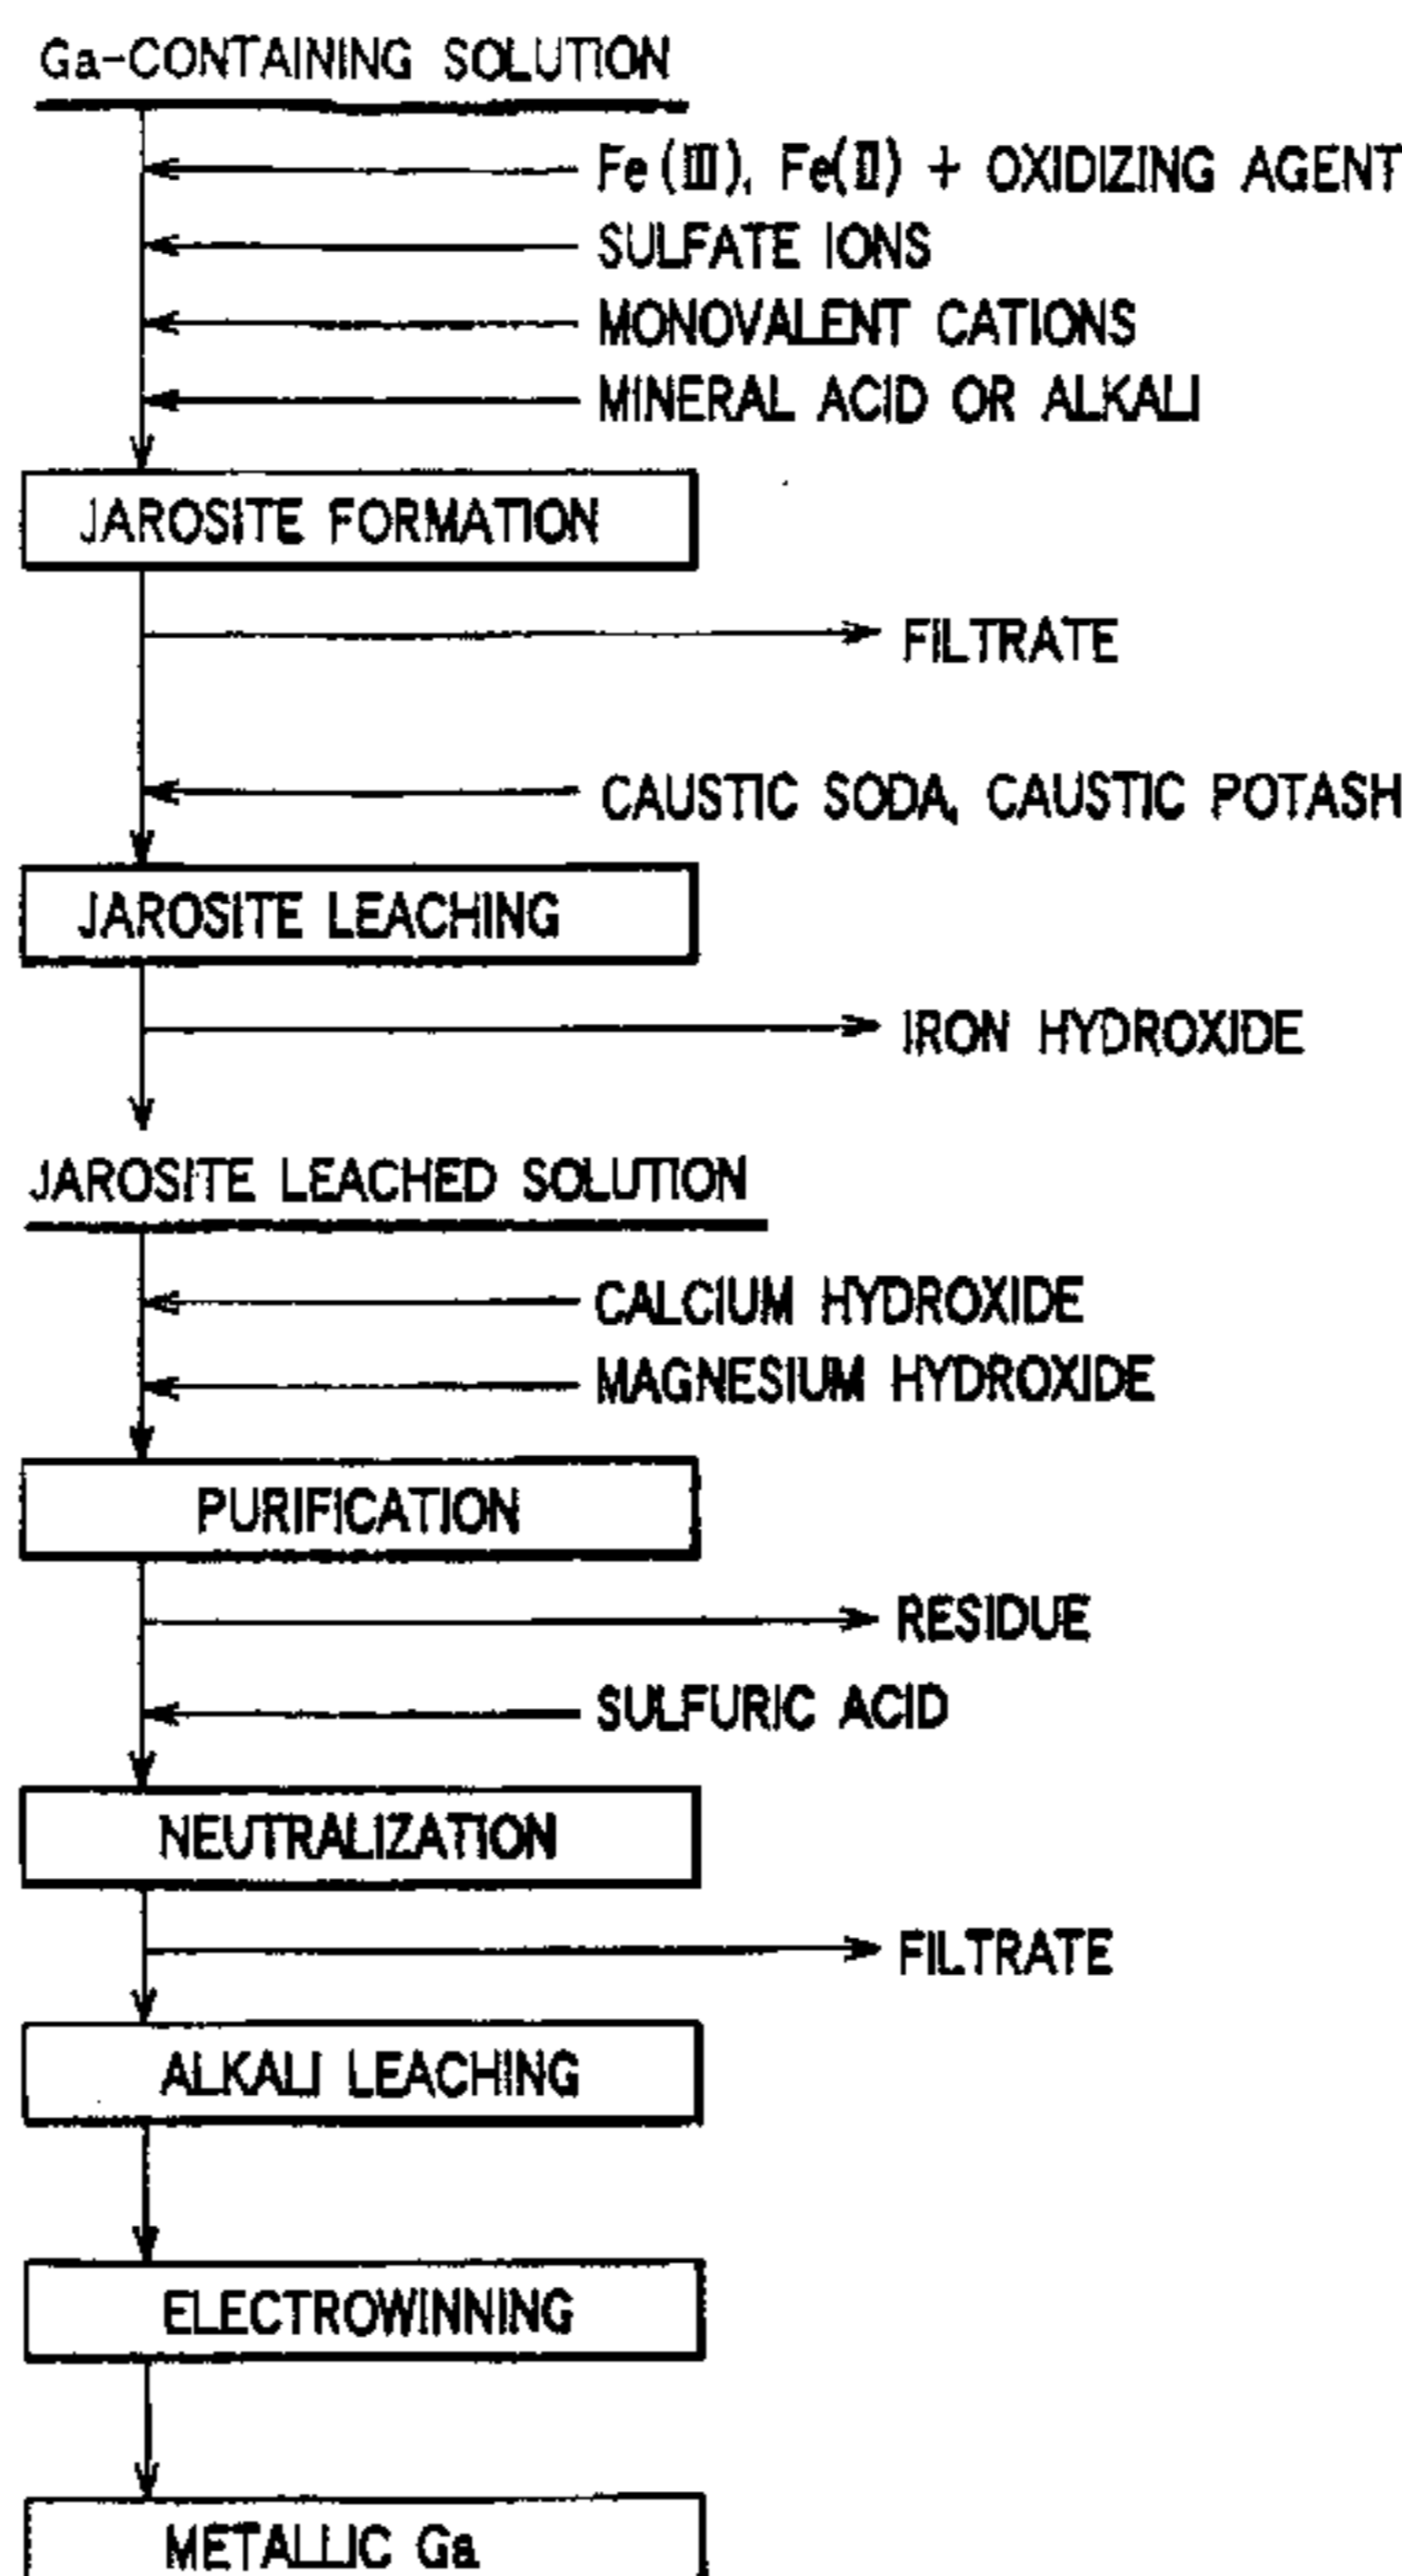 Ga-CONTAINING SOLUTION
Fe(III), Fe(II) + OXIDIZING AGENT
SULFATE IONS
MONOVALENT CATIONS
MINERAL ACID OR ALKALI
JAROSITE FORMATION
FILTRATE
CAUSTIC SODA, CAUSTIC POTASH
JAROSITE LEACHING
IRON HYDROXIDE
JAROSITE LEACHED SOLUTION
CALCIUM HYDROXIDE
MAGNESIUM HYDROXIDE
PURIFICATION
RESIDUE
SULFURIC ACID
NEUTRALIZATION
FILTRATE
ALKALI LEACHING
ELECTROWINNING
METALLIC Ga